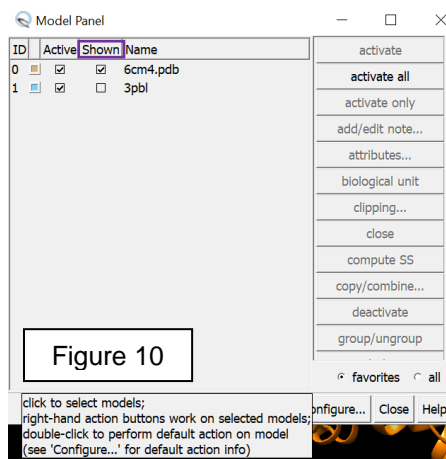 Model Panel
ID Active Shown Name
0 6cm4.pdb
1 3pbl
activate
activate all
activate only
add/edit note...
attributes...
biological unit
clipping...
close
compute SS
copy/combine...
deactivate
group/ungroup
favorites all
Figure 10
click to select models;
right-hand action buttons work on selected models;
double-click to perform default action on model
(see 'Configure...' for default action info)
onfigure... Close Help